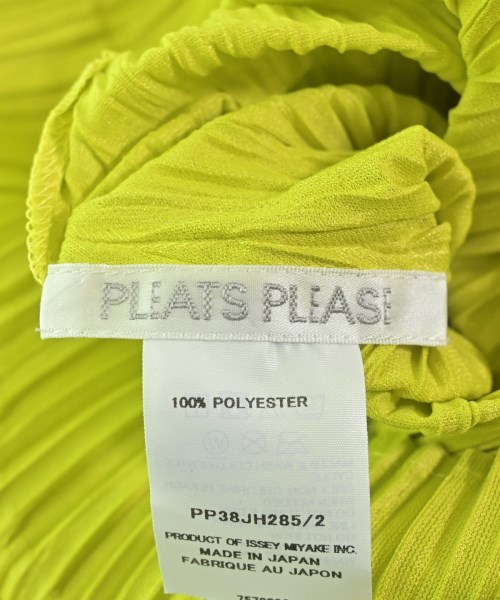 PLEATS PLEASE
100% POLYESTER
PP38JH285/2
PRODUCT OF ISSEY MIYAKE INC.
MADE IN JAPAN
FABRIQUE AU JAPON